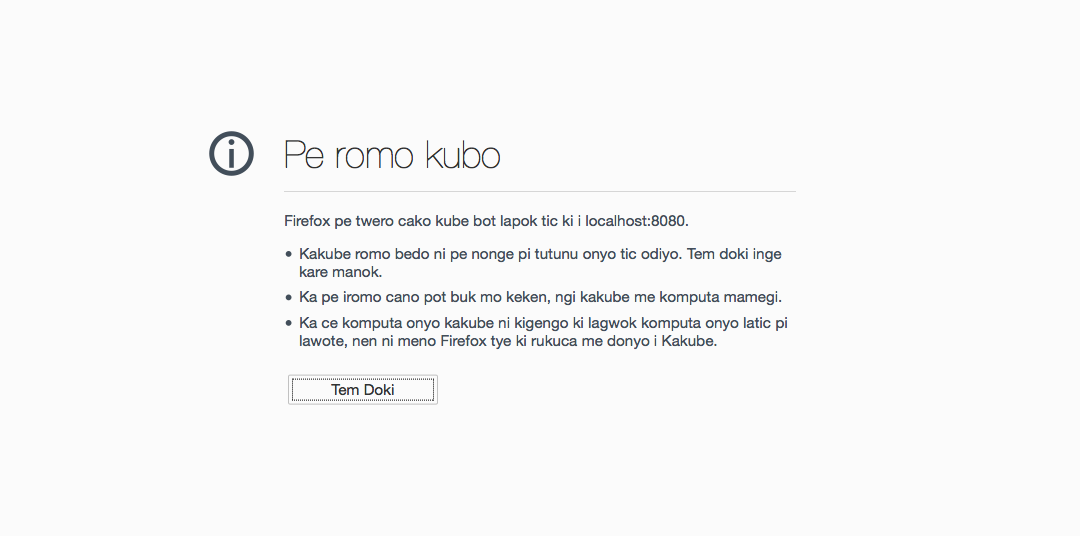 Pe romo kubo
Firefox pe twero cako kube bot lapok tic ki i localhost:8080.
• Kakube romo bedo ni pe nonge pi tutunu onyo tic odiyo. Tem doki inge
kare manok.
• Ka pe iromo cano pot buk mo keken, ngi kakube me komputa mamegi.
• Ka ce komputa onyo kakube ni kigengo ki lagwok komputa onyo latic pi
lawote, nen ni meno Firefox tye ki rukuca me donyo i Kakube.
Tem Doki